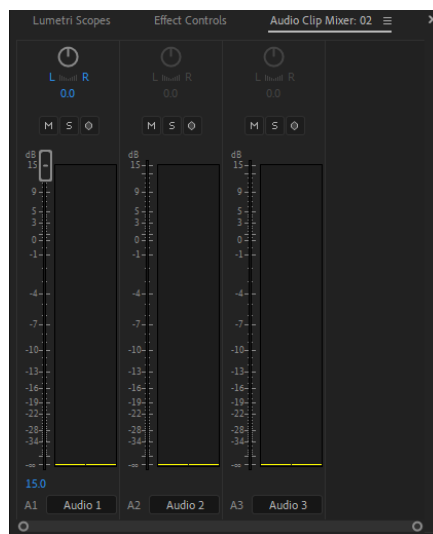 Lumetri Scopes Effect Controls Audio Clip Mixer: 02
L R L R L R
0.0 0.0 0.0
M S M S M S
dB dB dB
15 15 15
9 9 9
5 5 5
3 3 3
0 0 0
-1 -1 -1
-4 -4 -4
-7 -7 -7
-10 -10 -10
-13 -13 -13
-16 -16 -16
-19 -19 -19
-22 -22 -22
-28 -28 -28
-34 -34 -34
-∞ -∞ -∞
15.0
A1 Audio 1 A2 Audio 2 A3 Audio 3